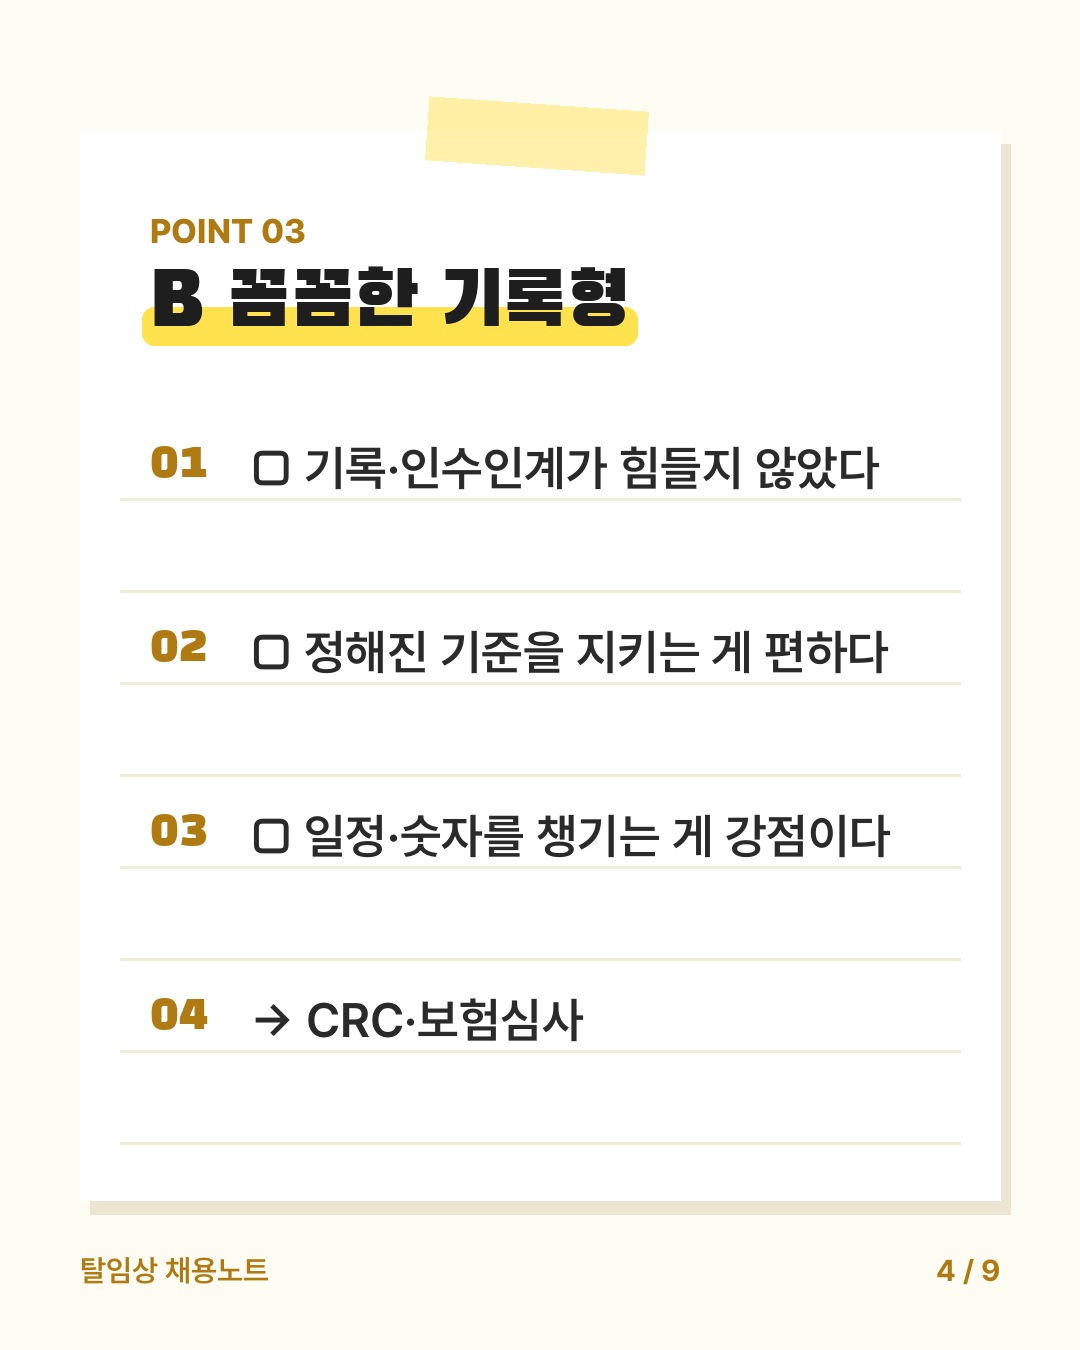 POINT 03
B 꼼꼼한 기록형
01 □ 기록·인수인계가 힘들지 않았다
02 □ 정해진 기준을 지키는 게 편하다
03 □ 일정·숫자를 챙기는 게 강점이다
04 → CRC·보험심사
탈임상 채용노트
4 / 9